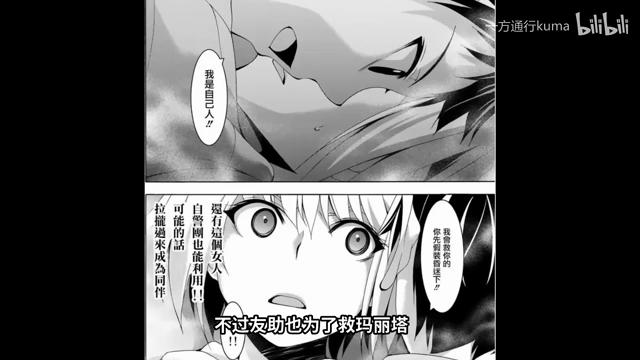 一方通行kuma
bilibili
我是自己人!!
我會救你的
你先假裝昏迷下!!
還有這個女人
自警團也能利用!!
可能的話
拉攏過來成為同伴
!!
不过友助也为了救玛丽塔